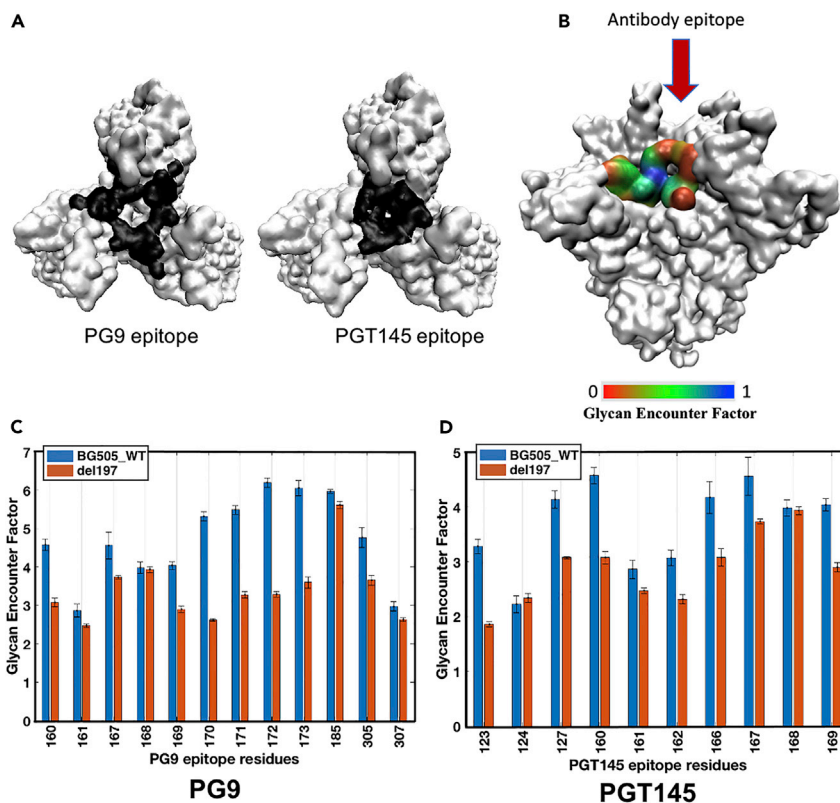 A
B
Antibody epitope
PG9 epitope
PGT145 epitope
0
1
Glycan Encounter Factor
C
7
6
5
4
3
2
1
0
Glycan Encounter Factor
BG505_WT
del197
160
161
167
168
169
170
171
172
173
185
305
307
PG9 epitope residues
PG9
D
5
4
3
2
1
0
Glycan Encounter Factor
BG505_WT
del197
123
124
127
160
161
162
166
167
168
169
PGT145 epitope residues
PGT145